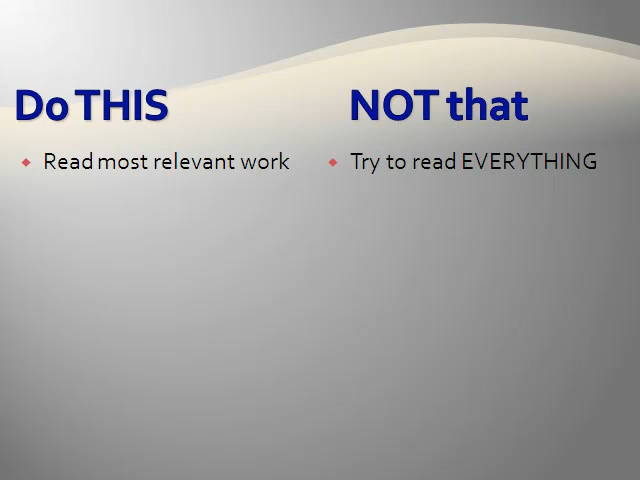 Do THIS
NOT that
Read most relevant work
Try to read EVERYTHING